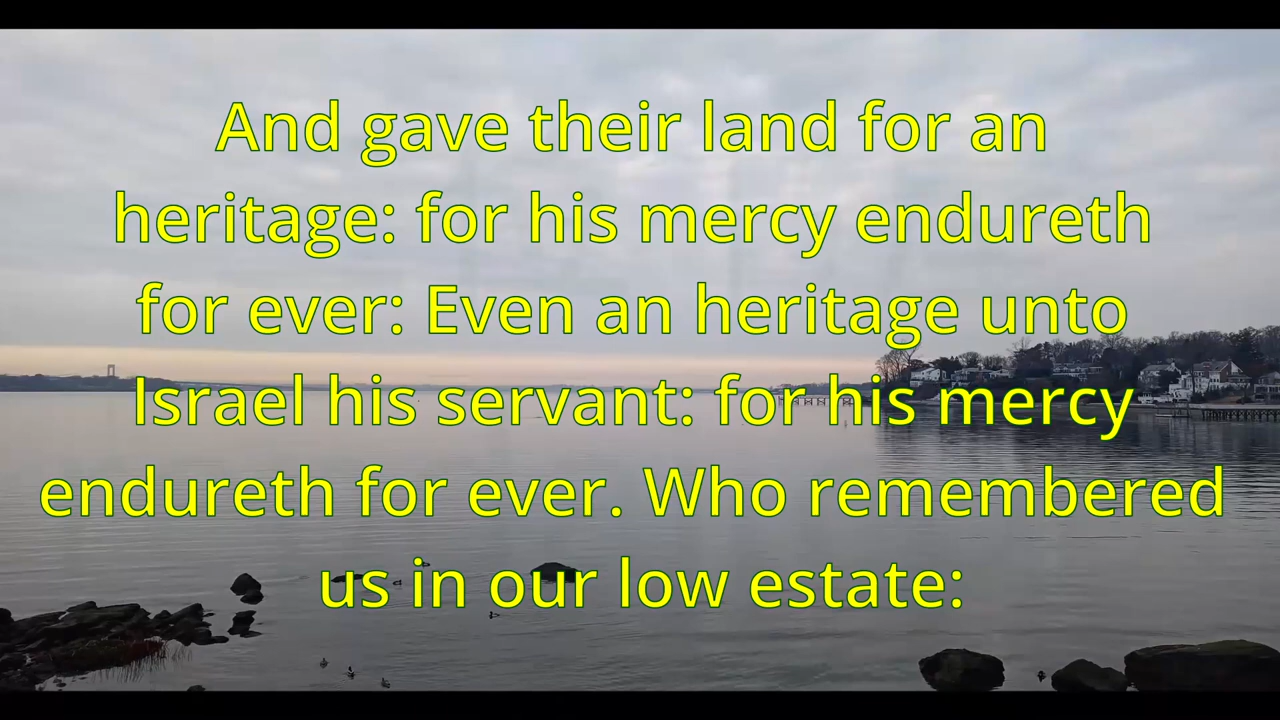 And gave their land for an
heritage: for his mercy endureth
for ever: Even an heritage unto
Israel his servant: for his mercy
endureth for ever. Who remembered
us in our low estate: